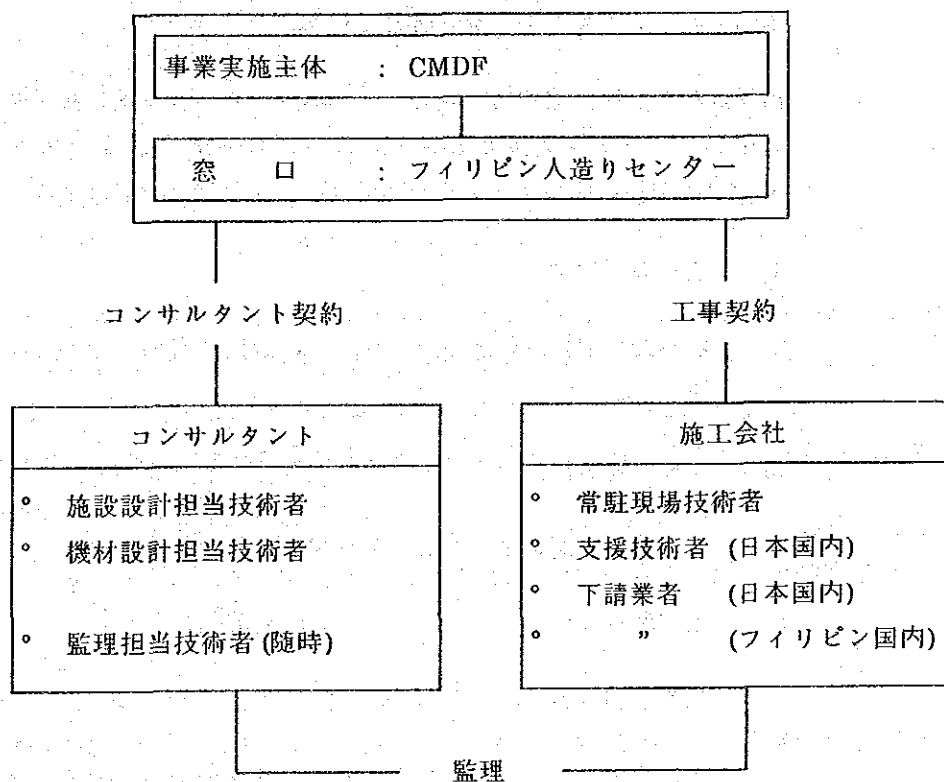 事業実施主体 : CMDF
窓 口 : フィリピン人造りセンター
コンサルタント契約
工事契約
コンサルタント
° 施設設計担当技術者
° 機材設計担当技術者
° 監理担当技術者 (随時)
施工会社
° 常駐現場技術者
° 支援技術者 (日本国内)
° 下請業者 (日本国内)
° 〃 (フィリピン国内)
監理